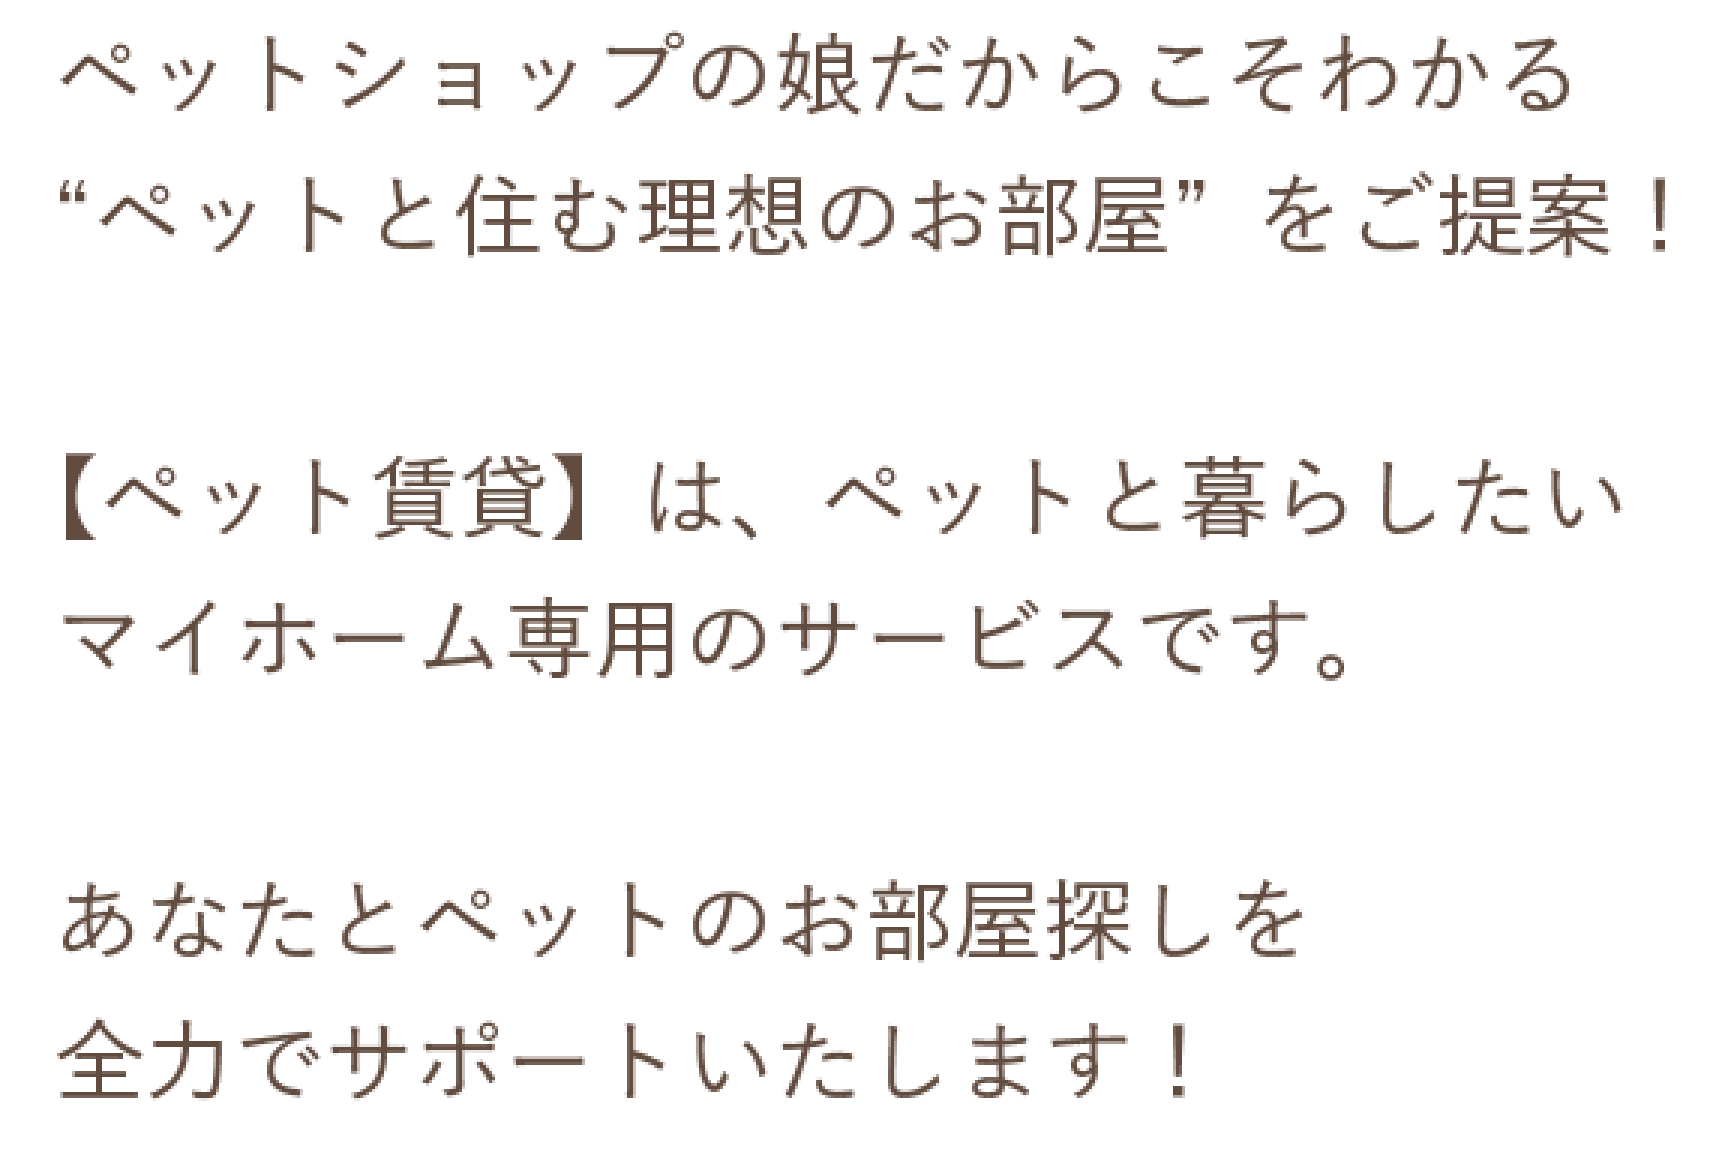 ペットショップの娘だからこそわかる
“ペットと住む理想のお部屋” をご提案！
【ペット賃貸】は、ペットと暮らしたい
マイホーム専用のサービスです。
あなたとペットのお部屋探しを
全力でサポートいたします！